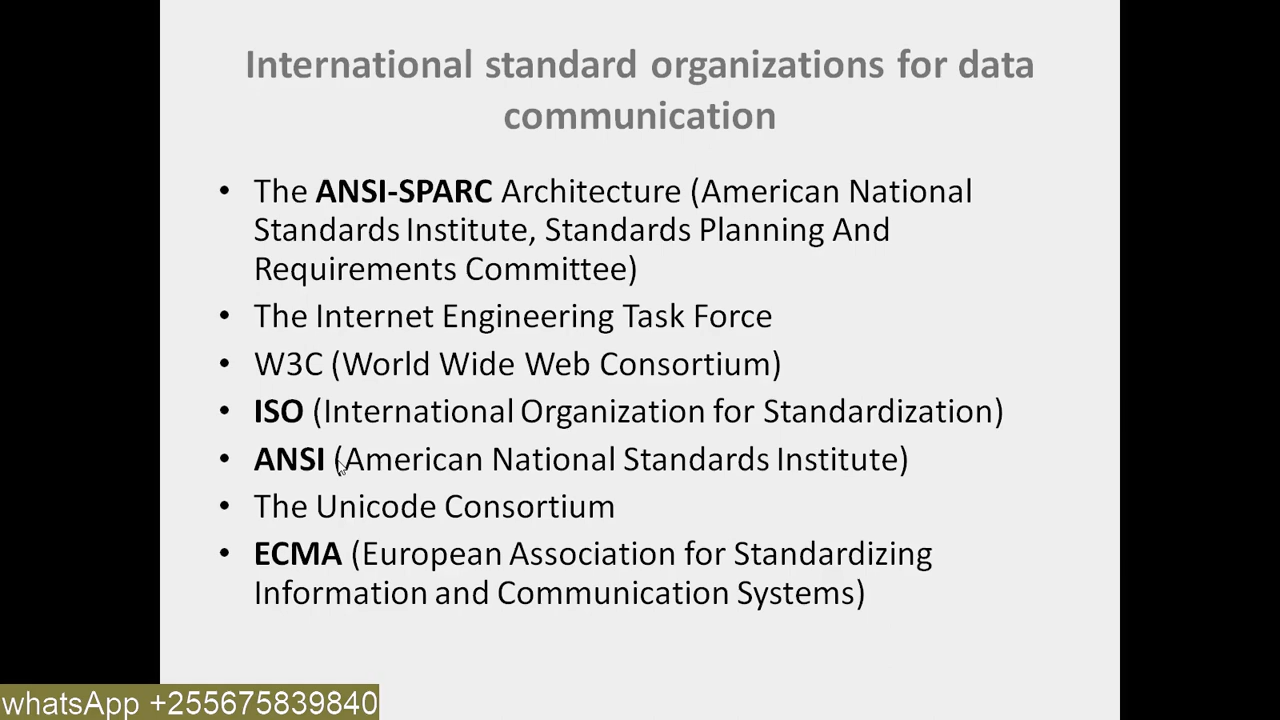 International standard organizations for data
communication
• The ANSI-SPARC Architecture (American National
Standards Institute, Standards Planning And
Requirements Committee)
• The Internet Engineering Task Force
• W3C (World Wide Web Consortium)
• ISO (International Organization for Standardization)
• ANSI (American National Standards Institute)
• The Unicode Consortium
• ECMA (European Association for Standardizing
Information and Communication Systems)
whatsApp +255675839840